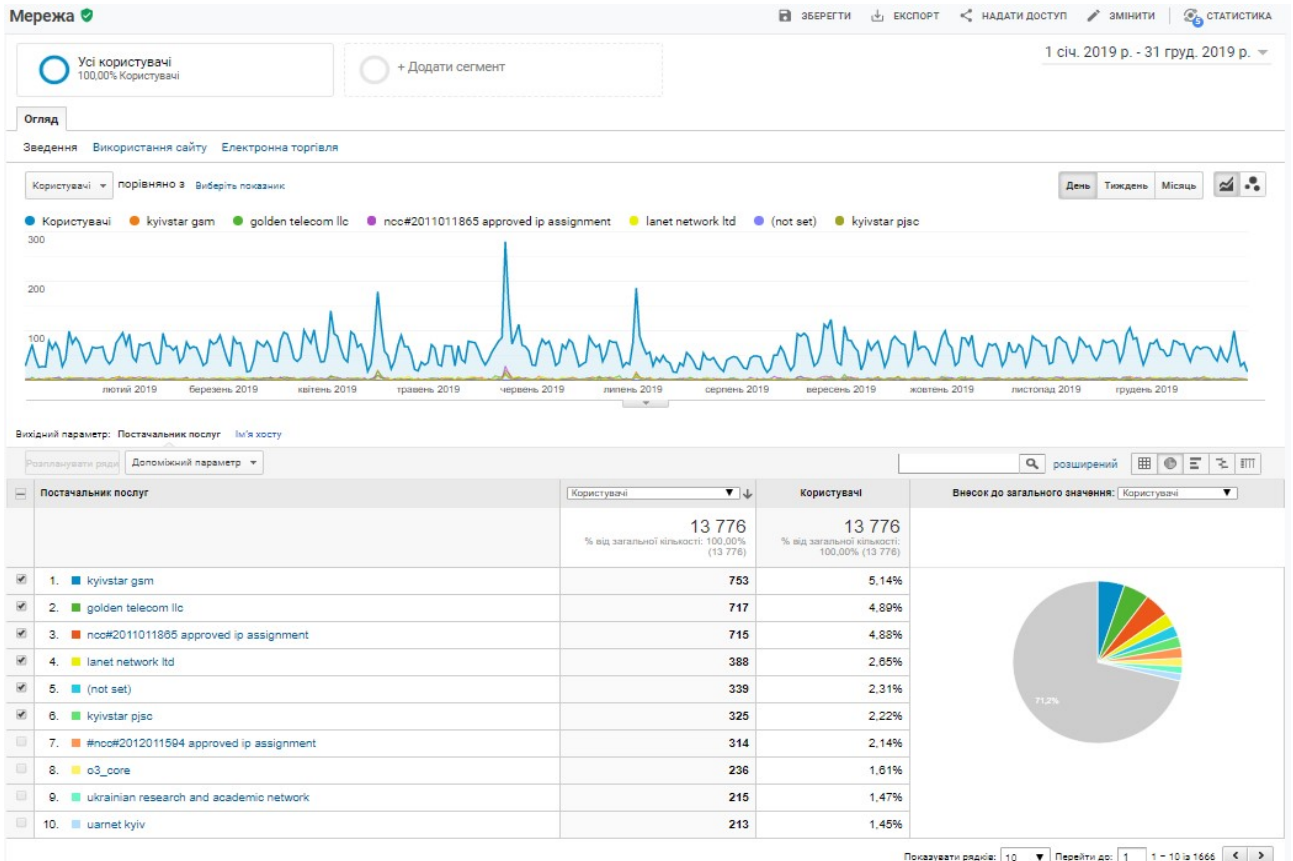 Мережа
ЗБЕРЕГТИ ЕКСПОРТ НАДАТИ ДОСТУП ЗМІНИТИ 5 СТАТИСТИКА
1 січ. 2019 р. - 31 груд. 2019 р.
Усі користувачі
100,00% Користувачі
+ Додати сегмент
Огляд
Зведення Використання сайту Електронна торгівля
Користувачі порівняно з Виберіть показник
День Тиждень Місяць
Користувачі kyivstar gsm golden telecom llc ncc#2011011865 approved ip assignment lanet network ltd (not set) kyivstar pjsc
300
200
100
лютий 2019 березень 2019 квітень 2019 травень 2019 червень 2019 липень 2019 серпень 2019 вересень 2019 жовтень 2019 листопад 2019 грудень 2019
Вихідний параметр: Постачальник послуг Ім'я хосту
Розпланувати ряди Допоміжний параметр
розширений
Постачальник послуг Користувачі Користувачі Внесок до загального значення: Користувачі
13 776 13 776
% від загальної кількості: 100,00% (13 776)
% від загальної кількості: 100,00% (13 776)
1. kyivstar gsm 753 5,14%
2. golden telecom llc 717 4,89%
3. ncc#2011011865 approved ip assignment 715 4,88%
4. lanet network ltd 388 2,65%
5. (not set) 339 2,31%
6. kyivstar pjsc 325 2,22%
7. #ncc#2012011594 approved ip assignment 314 2,14%
8. o3_core 236 1,61%
9. ukrainian research and academic network 215 1,47%
10. uarnet kyiv 213 1,45%
71,2%
Показувати рядків: 10 Перейти до: 1 1 – 10 із 1666